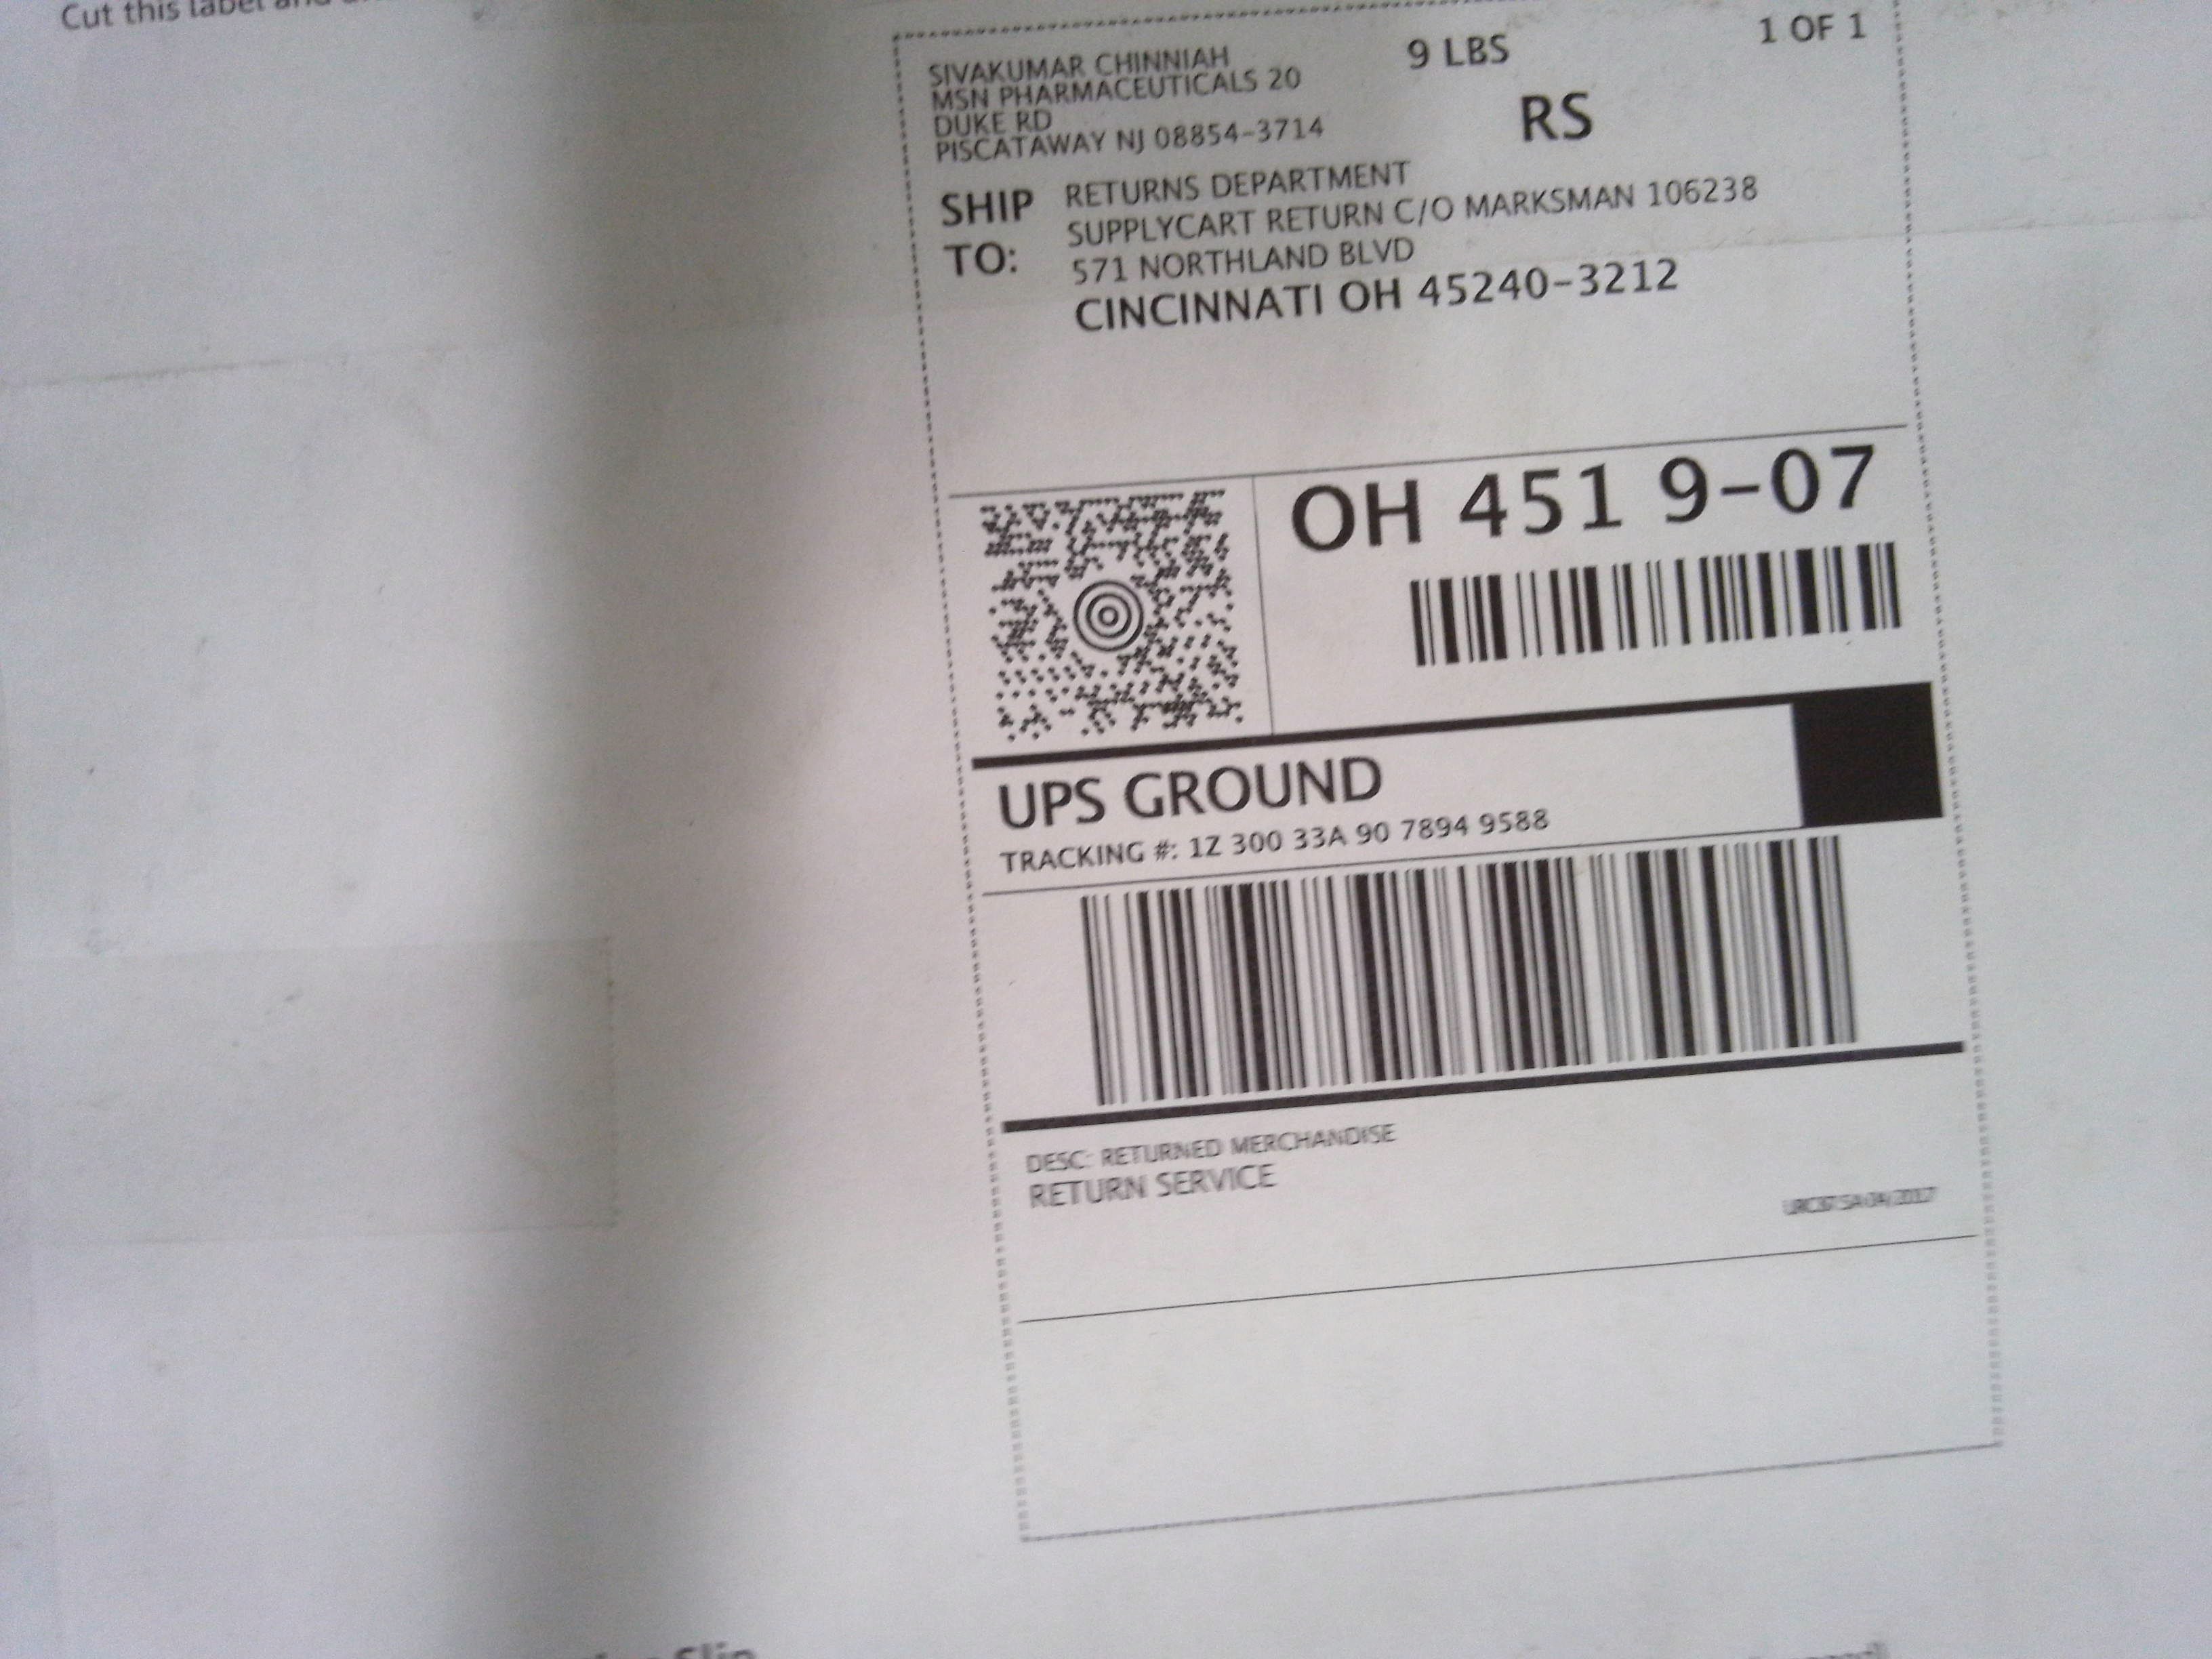 Cut this label and
SIVAKUMAR CHINNIAH
MSN PHARMACEUTICALS 20
DUKE RD
PISCATAWAY NJ 08854-3714
9 LBS
1 OF 1
RS
SHIP TO:
RETURNS DEPARTMENT
SUPPLYCART RETURN C/O MARKSMAN 106238
571 NORTHLAND BLVD
CINCINNATI OH 45240-3212
OH 451 9-07
UPS GROUND
TRACKING #: 1Z 300 33A 90 7894 9588
DESC: RETURNED MERCHANDISE
RETURN SERVICE
Slip